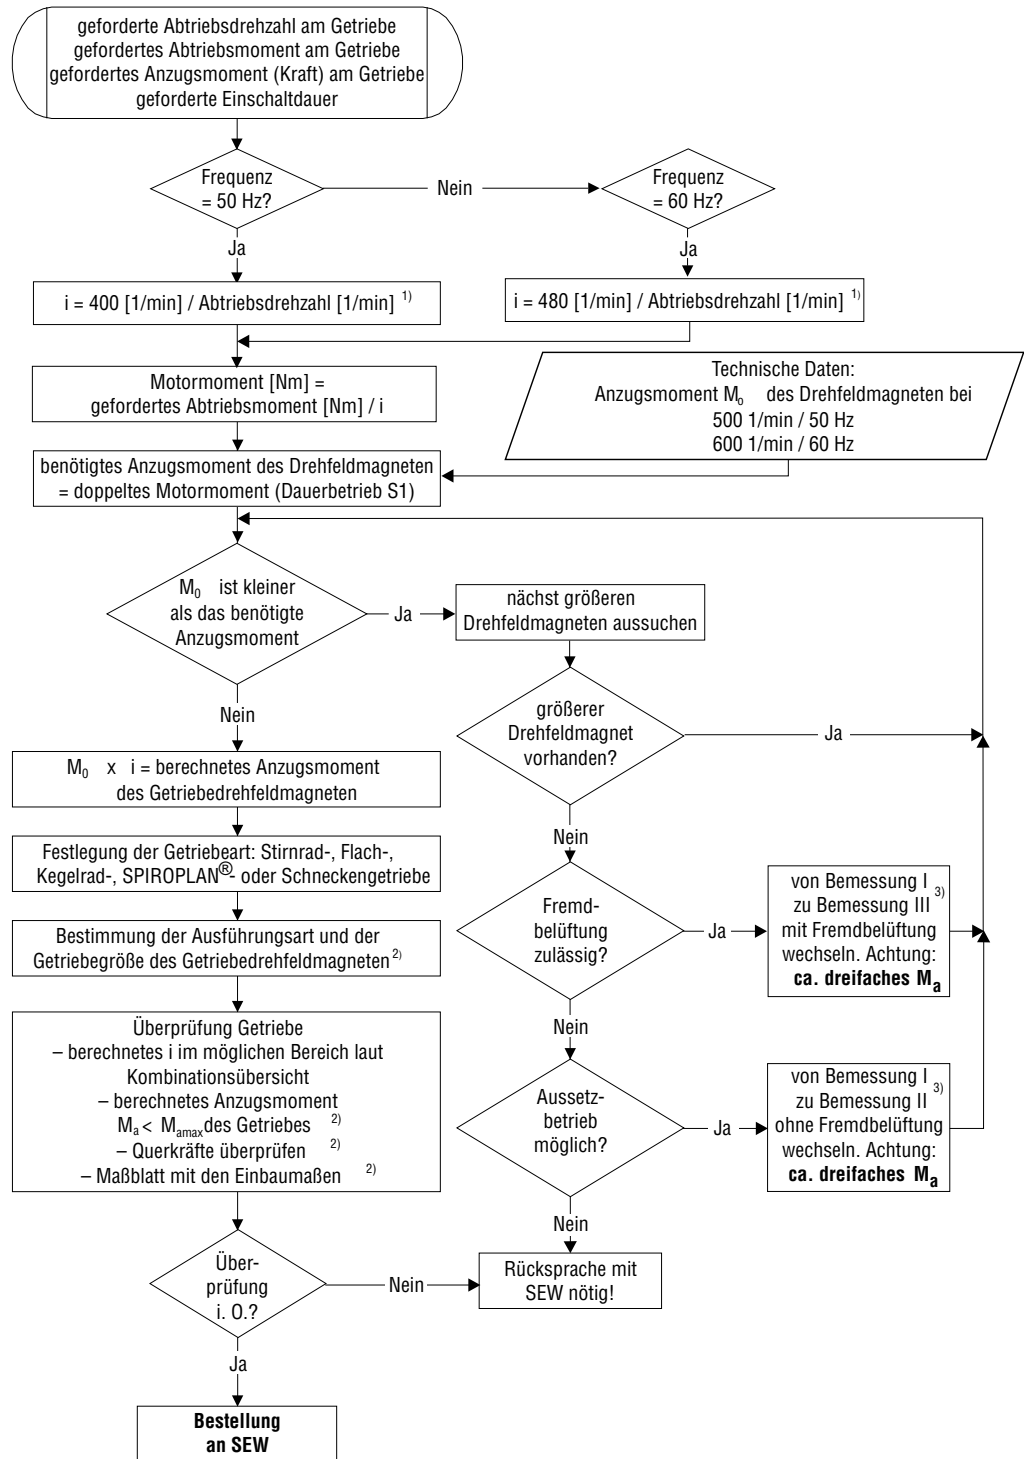 geforderte Abtriebsdrehzahl am Getriebe
gefordertes Abtriebsmoment am Getriebe
gefordertes Anzugsmoment (Kraft) am Getriebe
geforderte Einschaltdauer
Frequenz
= 50 Hz?
Nein
Frequenz
= 60 Hz?
Ja
Ja
i = 400 [1/min] / Abtriebsdrehzahl [1/min] 1)
i = 480 [1/min] / Abtriebsdrehzahl [1/min] 1)
Motormoment [Nm] =
gefordertes Abtriebsmoment [Nm] / i
Technische Daten:
Anzugsmoment M0 des Drehfeldmagneten bei
500 1/min / 50 Hz
600 1/min / 60 Hz
benötigtes Anzugsmoment des Drehfeldmagneten
= doppeltes Motormoment (Dauerbetrieb S1)
M0 ist kleiner
als das benötigte
Anzugsmoment
Ja
nächst größeren
Drehfeldmagneten aussuchen
Nein
größerer
Drehfeldmagnet
vorhanden?
Ja
M0 x i = berechnetes Anzugsmoment
des Getriebedrehfeldmagneten
Nein
Festlegung der Getriebeart: Stirnrad-, Flach-,
Kegelrad-, SPIROPLAN®- oder Schneckengetriebe
Fremd-
belüftung
zulässig?
Ja
von Bemessung I 3)
zu Bemessung III
mit Fremdbelüftung
wechseln. Achtung:
ca. dreifaches Ma
Bestimmung der Ausführungsart und der
Getriebegröße des Getriebedrehfeldmagneten 2)
Nein
Überprüfung Getriebe
– berechnetes i im möglichen Bereich laut
Kombinationsübersicht
– berechnetes Anzugsmoment
Ma < Mamax des Getriebes 2)
– Querkräfte überprüfen 2)
– Maßblatt mit den Einbaumaßen 2)
Aussetz-
betrieb
möglich?
Ja
von Bemessung I 3)
zu Bemessung II
ohne Fremdbelüftung
wechseln. Achtung:
ca. dreifaches Ma
Nein
Über-
prüfung
i. O.?
Nein
Rücksprache mit
SEW nötig!
Ja
Bestellung
an SEW